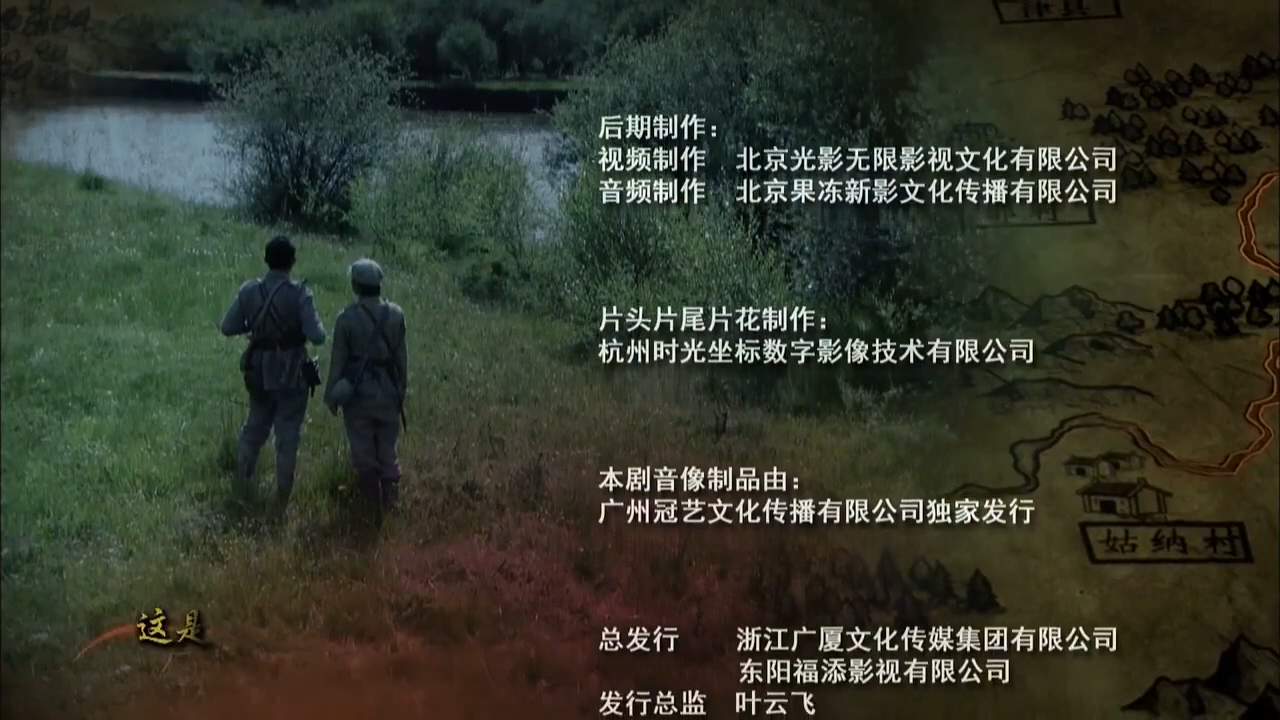 后期制作：
视频制作 北京光影无限影视文化有限公司
音频制作 北京果冻新影文化传播有限公司
片头片尾片花制作：
杭州时光坐标数字影像技术有限公司
本剧音像制品由：
广州冠艺文化传播有限公司独家发行
姑纳村
这是
总发行 浙江广厦文化传媒集团有限公司
东阳福添影视有限公司
发行总监 叶云飞